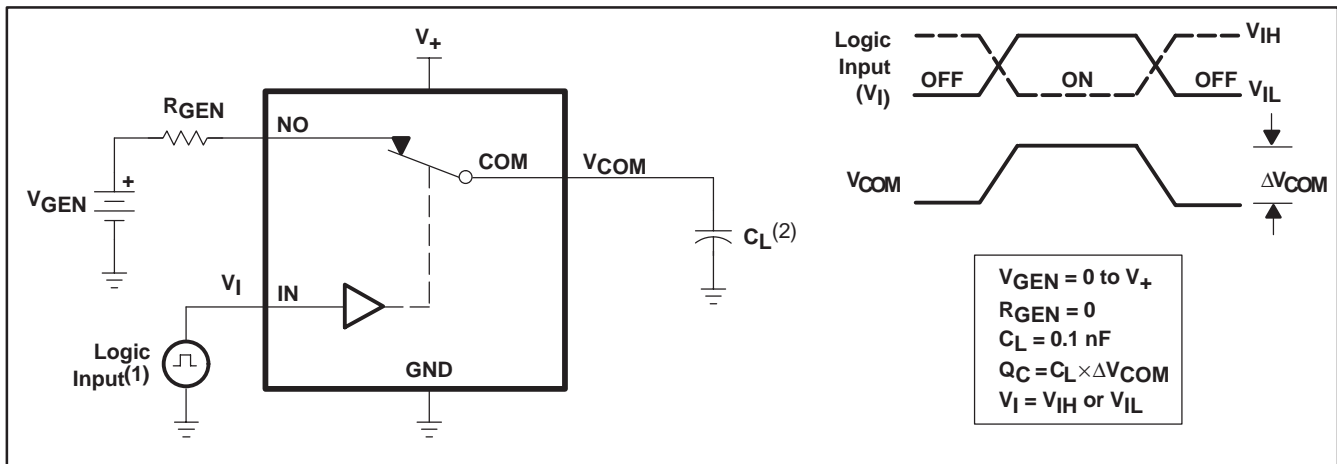 V+
RGEN
NO
COM
VCOM
VGEN
+
CL(2)
VI
IN
Logic
Input(1)
GND
Logic
Input
(VI)
OFF
ON
OFF
VIH
VIL
VCOM
ΔVCOM
VGEN = 0 to V+
RGEN = 0
CL = 0.1 nF
QC = CL × ΔVCOM
VI = VIH or VIL